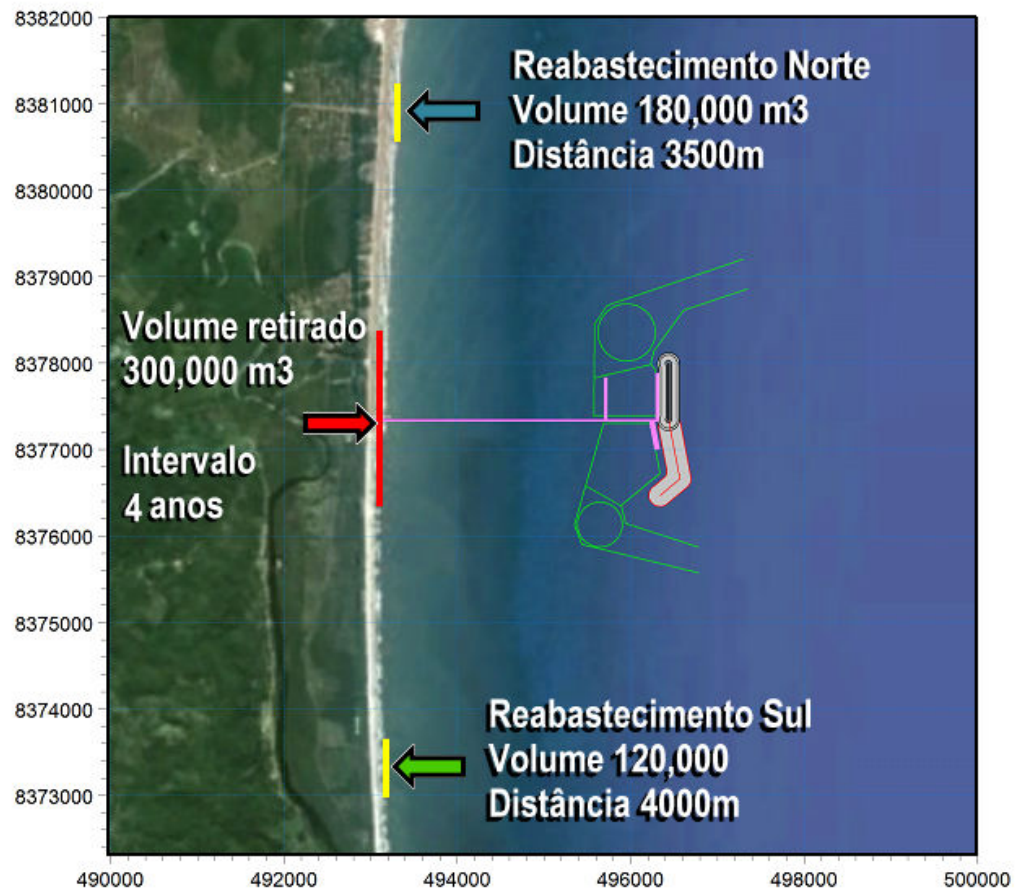 8382000
8381000
8380000
8379000
8378000
8377000
8376000
8375000
8374000
8373000
Reabastecimento Norte
Volume 180,000 m3
Distância 3500m
Volume retirado
300,000 m3
Intervalo
4 anos
Reabastecimento Sul
Volume 120,000
Distância 4000m
490000
492000
494000
496000
498000
500000